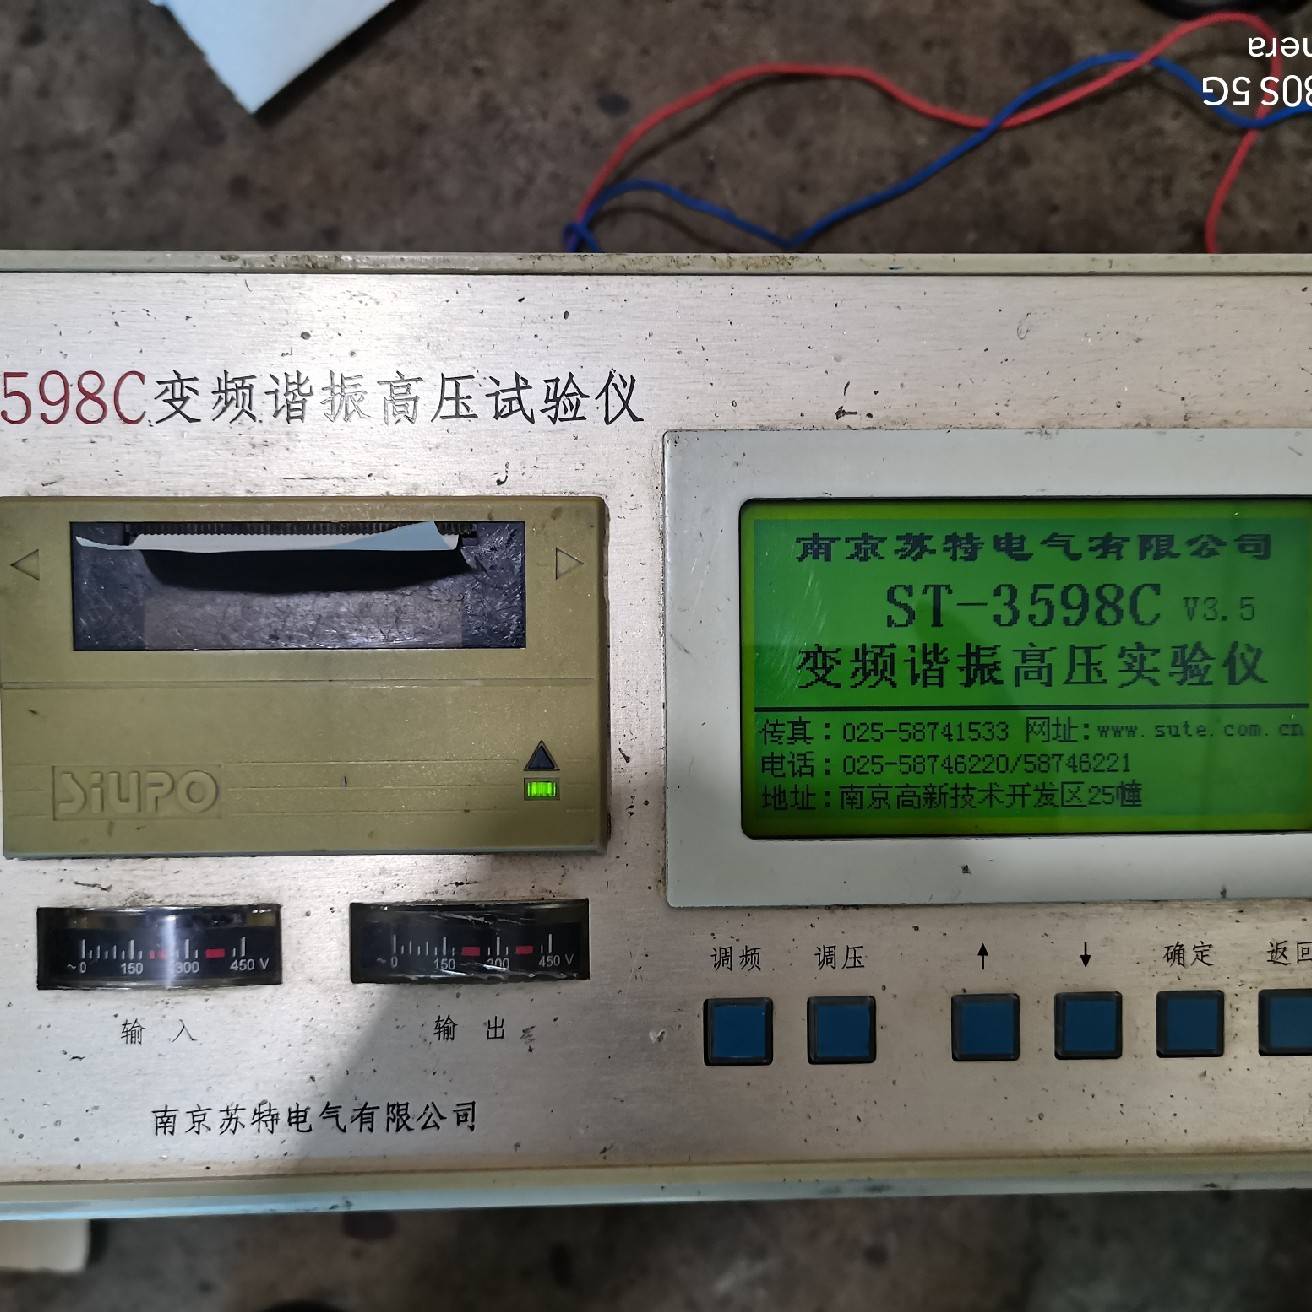 598C变频谐振高压试验仪
南京苏特电气有限公司
ST-3598C V3.5
变频谐振高压实验仪
传真：025-58741533 网址:www.sute.com.cn
电话：025-58746220/58746221
地址：南京高新技术开发区25幢
SiUPO
~0 150 300 450 V
~0 150 300 450 V
输入
输出
调频 调压 ↑ ↓ 确定 返回
南京苏特电气有限公司
80S 5G